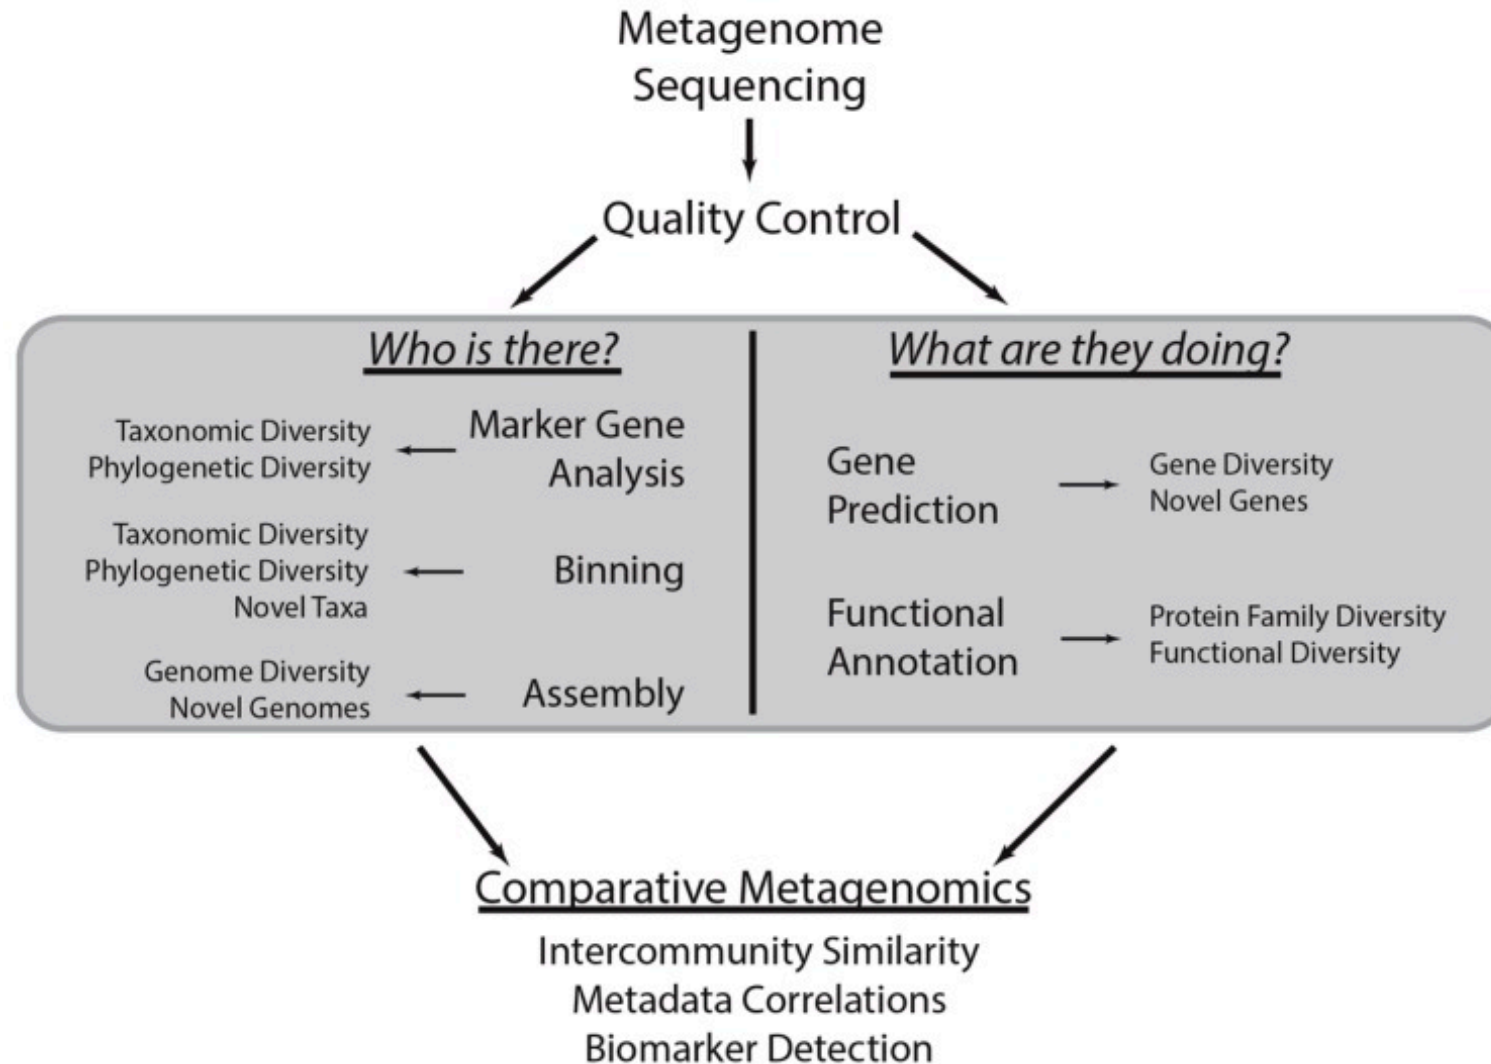 Metagenome
Sequencing
Quality Control
Who is there?
Marker Gene
Analysis
Taxonomic Diversity
Phylogenetic Diversity
Binning
Taxonomic Diversity
Phylogenetic Diversity
Novel Taxa
Assembly
Genome Diversity
Novel Genomes
What are they doing?
Gene
Prediction
Gene Diversity
Novel Genes
Functional
Annotation
Protein Family Diversity
Functional Diversity
Comparative Metagenomics
Intercommunity Similarity
Metadata Correlations
Biomarker Detection